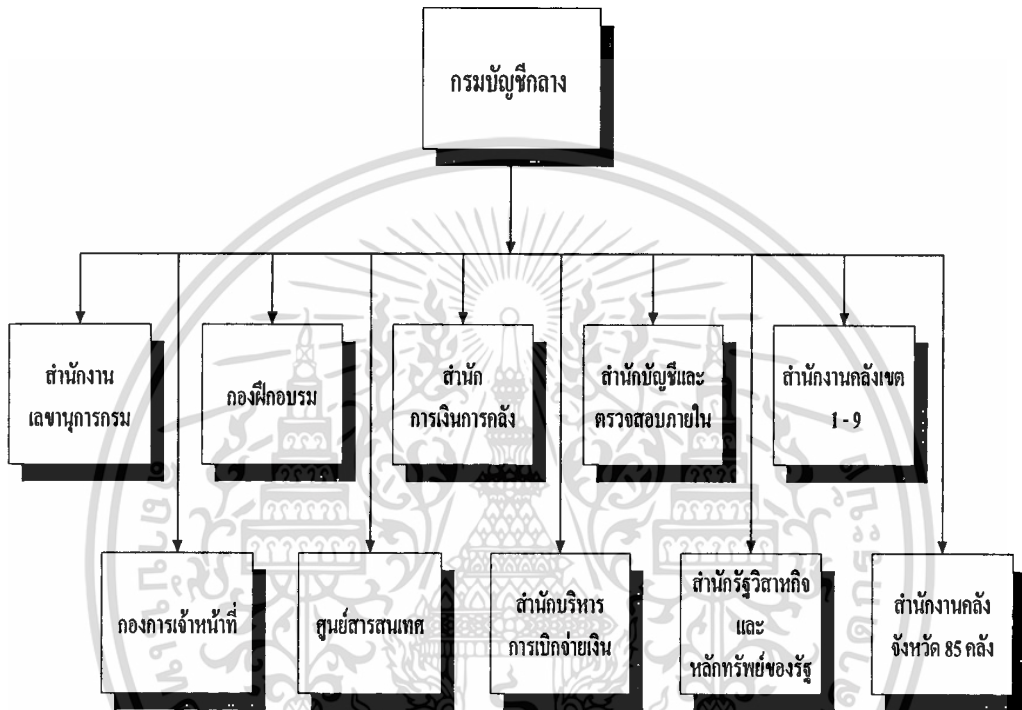 กรมบัญชีกลาง
สำนักงาน
เลขานุการกรม
กองฝึกอบรม
สำนัก
การเงินการคลัง
สำนักบัญชีและ
ตรวจสอบภายใน
สำนักงานคลังเขต
1 - 9
กองการเจ้าหน้าที่
ศูนย์สารสนเทศ
สำนักบริหาร
การเบิกจ่ายเงิน
สำนักรัฐวิสาหกิจ
และ
หลักทรัพย์ของรัฐ
สำนักงานคลัง
จังหวัด 85 คลัง